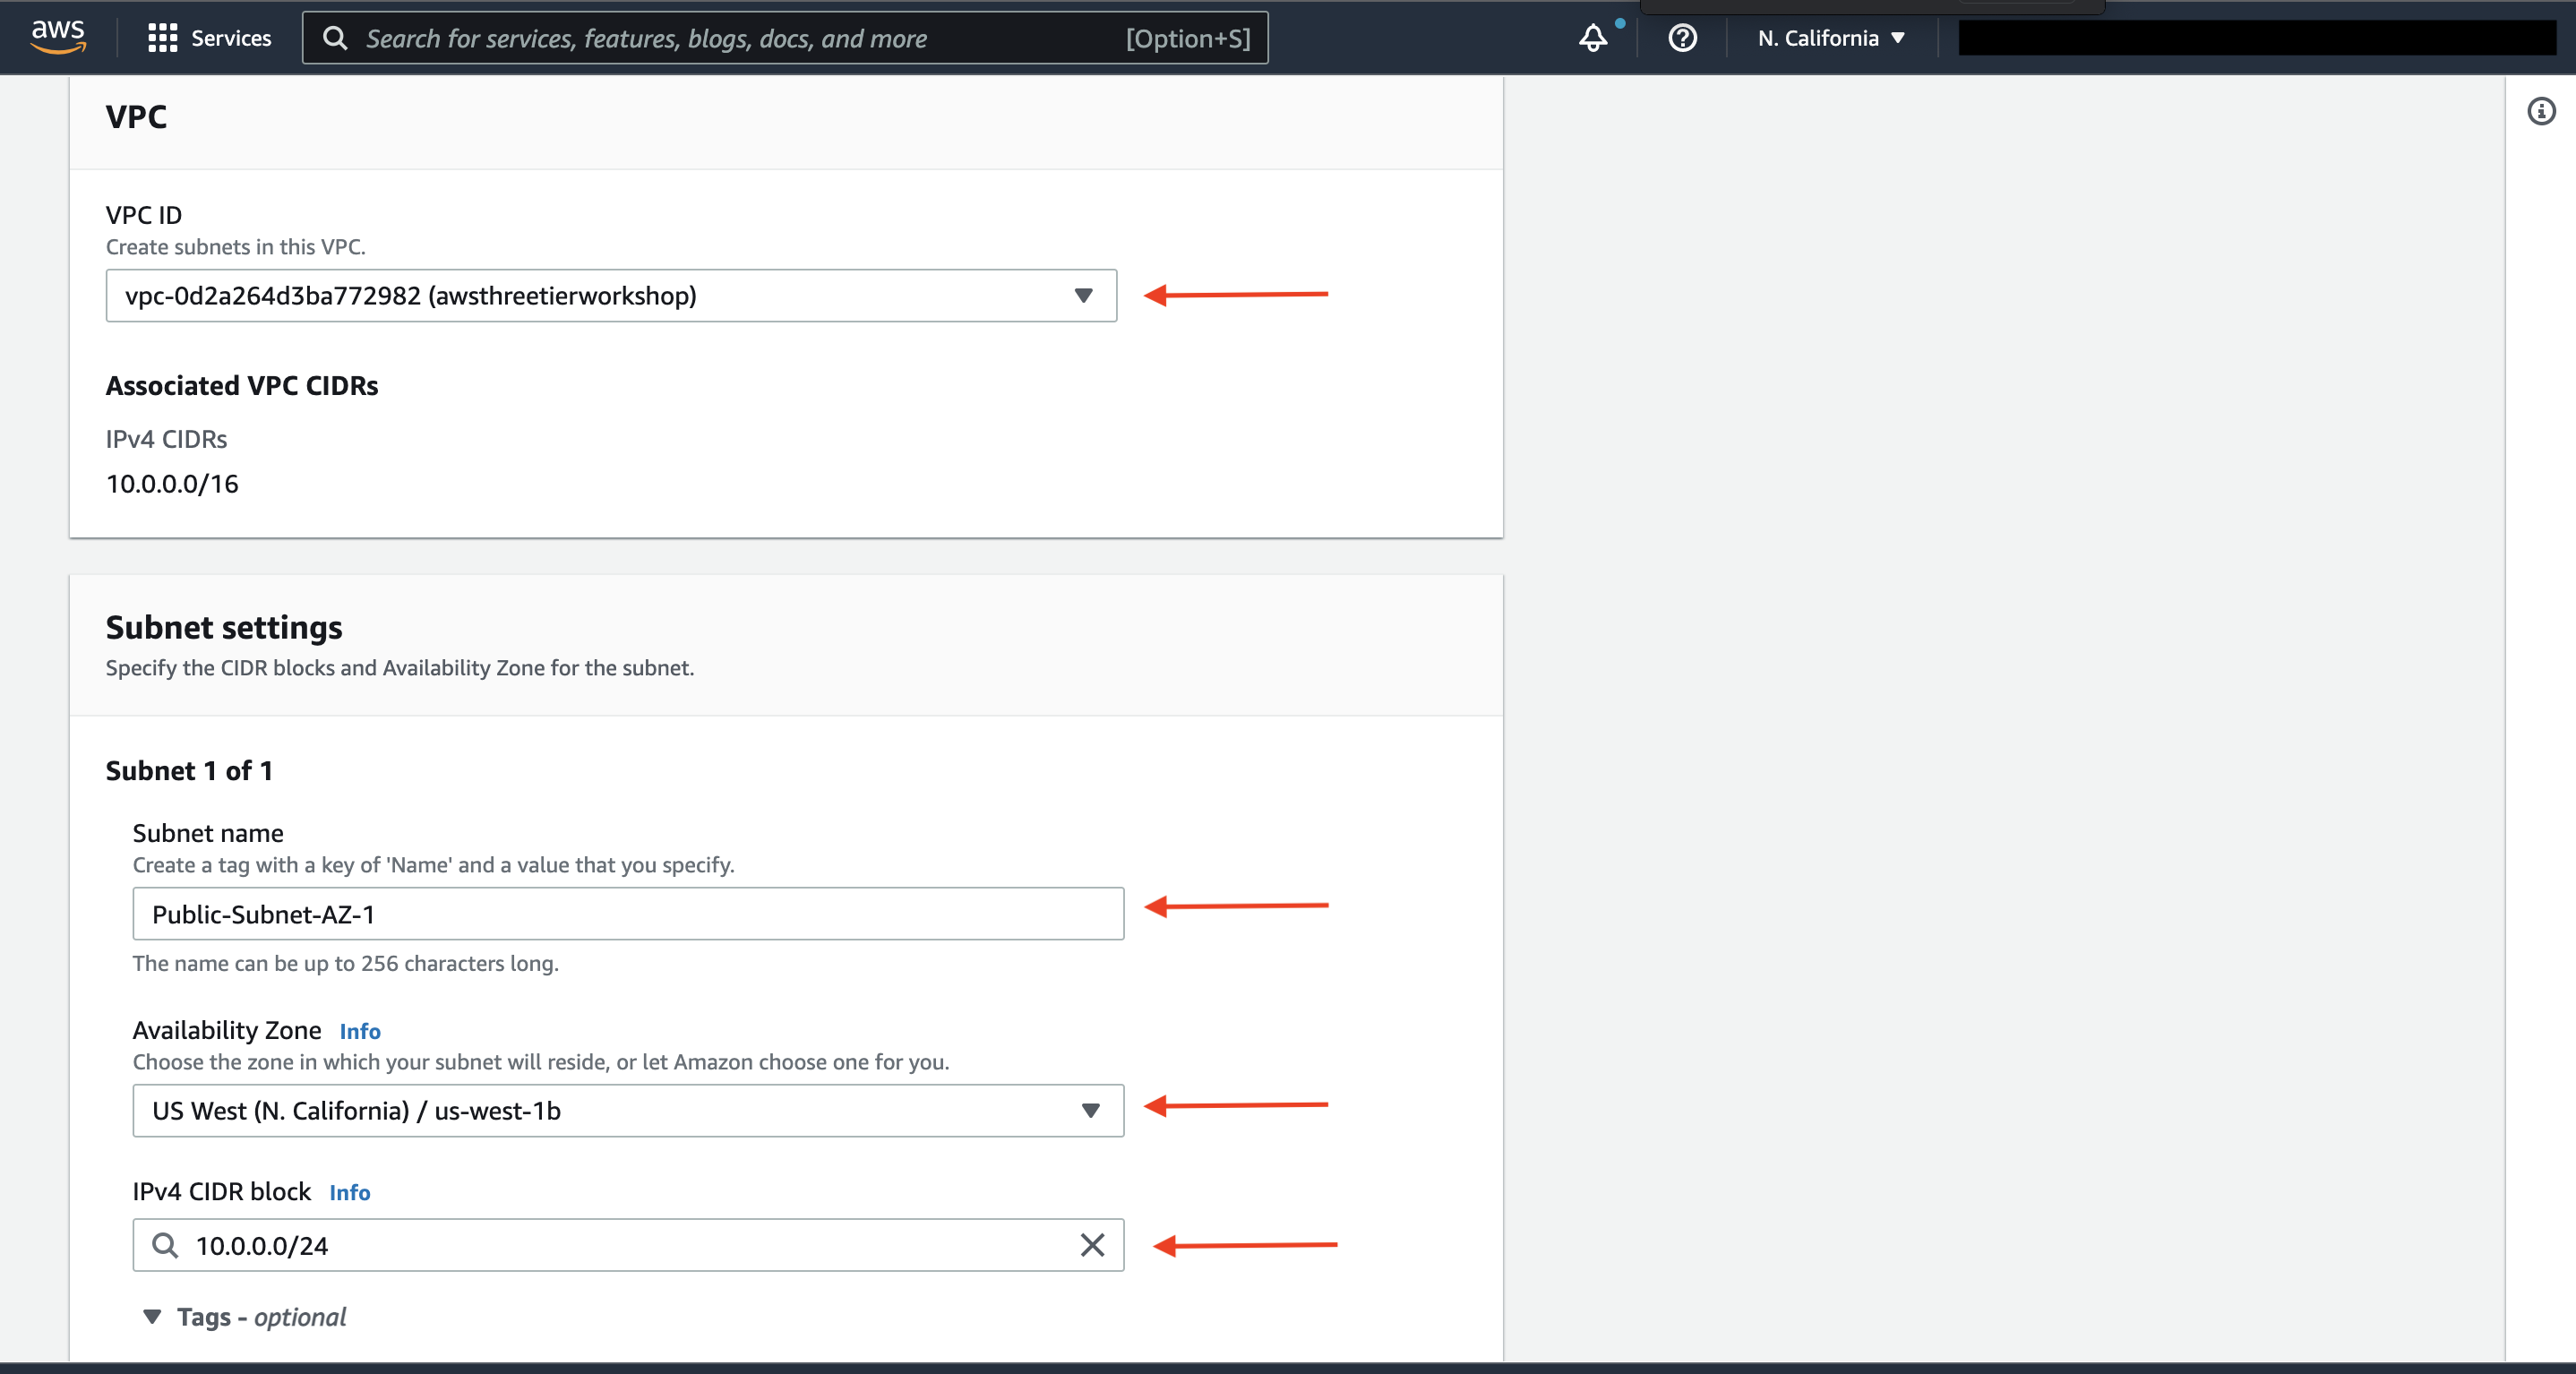 aws
Services
Search for services, features, blogs, docs, and more
[Option+S]
N. California
VPC
VPC ID
Create subnets in this VPC.
vpc-0d2a264d3ba772982 (awsthreetierworkshop)
Associated VPC CIDRs
IPv4 CIDRs
10.0.0.0/16
Subnet settings
Specify the CIDR blocks and Availability Zone for the subnet.
Subnet 1 of 1
Subnet name
Create a tag with a key of 'Name' and a value that you specify.
Public-Subnet-AZ-1
The name can be up to 256 characters long.
Availability Zone Info
Choose the zone in which your subnet will reside, or let Amazon choose one for you.
US West (N. California) / us-west-1b
IPv4 CIDR block Info
10.0.0.0/24
Tags - optional